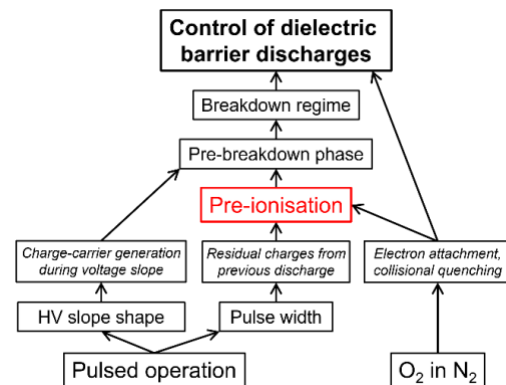 Control of dielectric
barrier discharges
Breakdown regime
Pre-breakdown phase
Pre-ionisation
Charge-carrier generation
during voltage slope
Residual charges from
previous discharge
Electron attachment,
collisional quenching
HV slope shape
Pulse width
Pulsed operation
O₂ in N₂